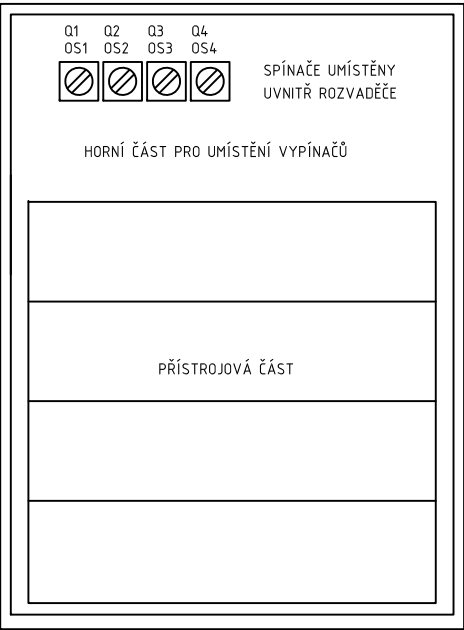 Q1 Q2 Q3 Q4
OS1 OS2 OS3 OS4
SPÍNAČE UMÍSTĚNY
UVNITŘ ROZVADĚČE
HORNÍ ČÁST PRO UMÍSTĚNÍ VYPÍNAČŮ
PŘÍSTROJOVÁ ČÁST